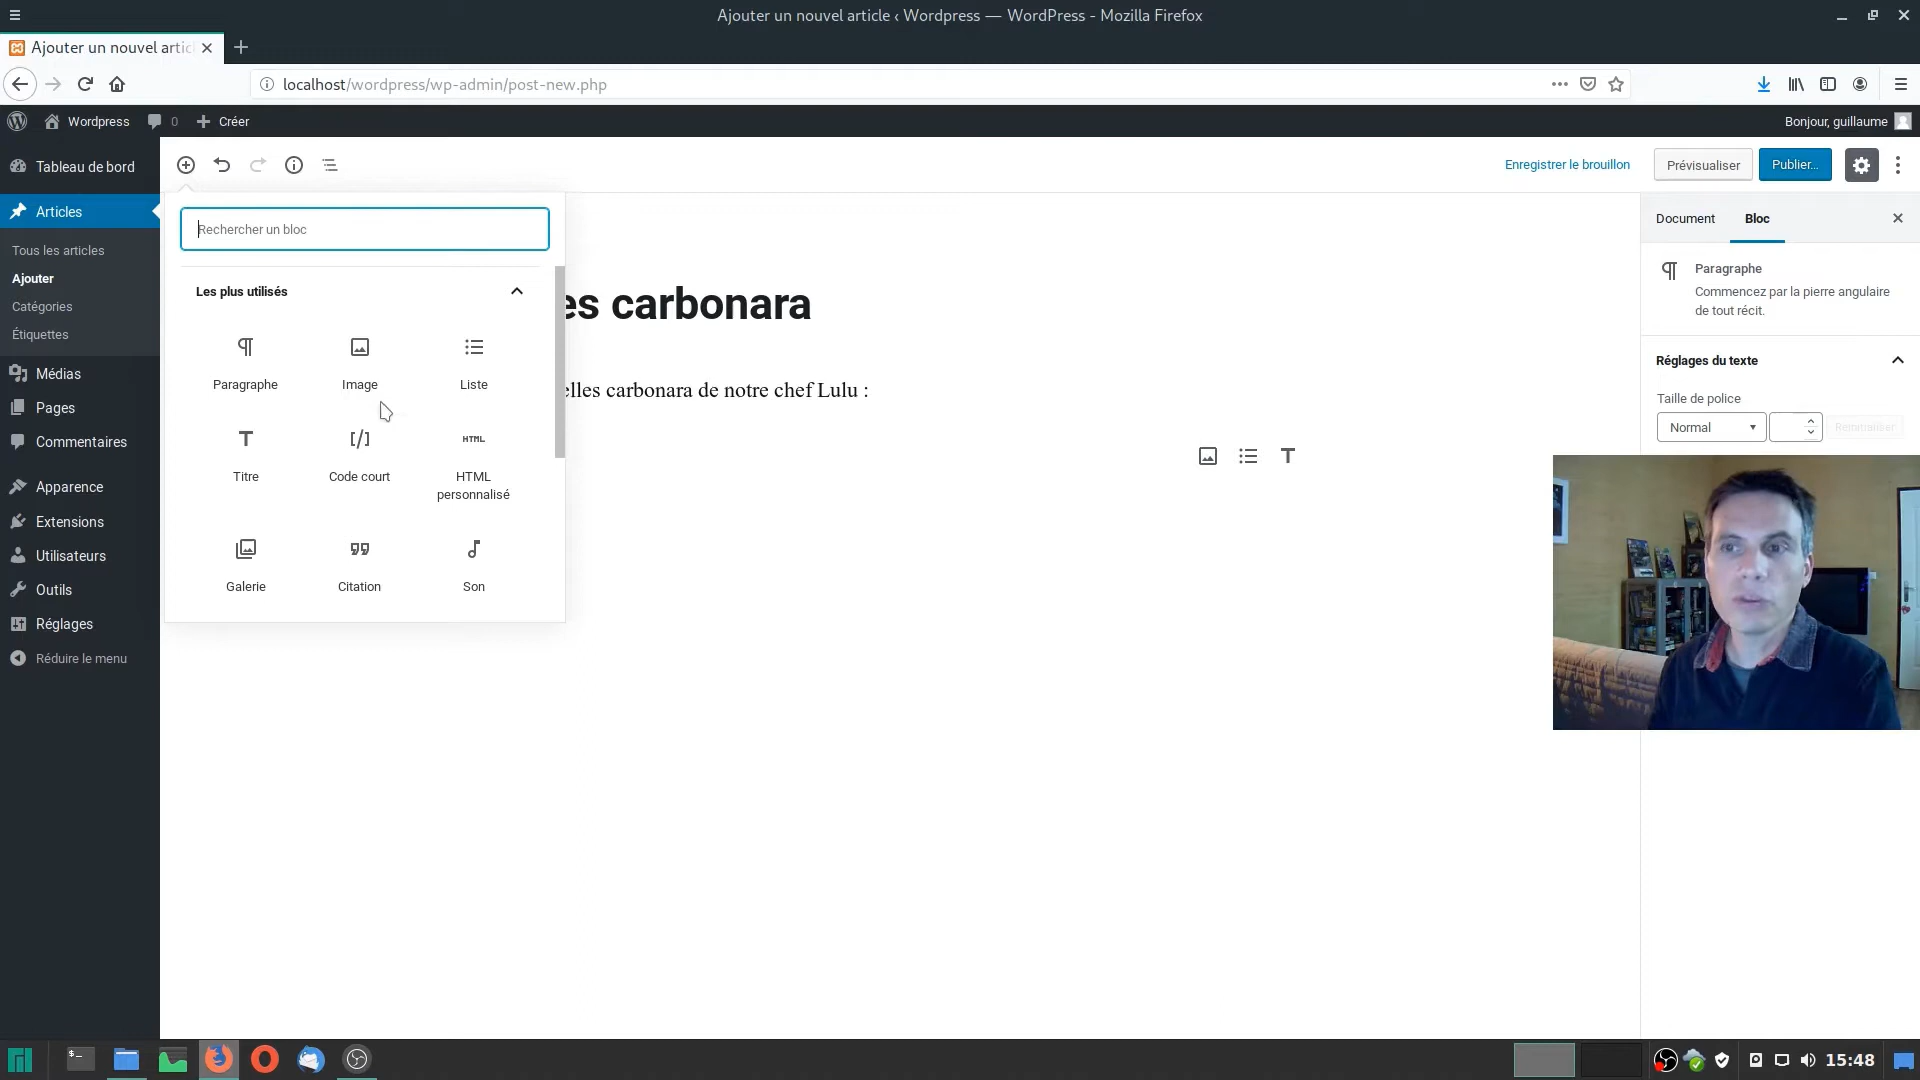 Ajouter un nouvel article ‹ Wordpress — WordPress - Mozilla Firefox
Ajouter un nouvel artic
localhost/wordpress/wp-admin/post-new.php
Wordpress
0
Créer
Bonjour, guillaume
Tableau de bord
Articles
Tous les articles
Ajouter
Catégories
Étiquettes
Médias
Pages
Commentaires
Apparence
Extensions
Utilisateurs
Outils
Réglages
Réduire le menu
Enregistrer le brouillon
Prévisualiser
Publier...
Rechercher un bloc
Les plus utilisés
Paragraphe
Image
Liste
Titre
[/]
Code court
HTML
HTML
personnalisé
Galerie
Citation
Son
es carbonara
elles carbonara de notre chef Lulu :
Document
Bloc
Paragraphe
Commencez par la pierre angulaire
de tout récit.
Réglages du texte
Taille de police
Normal
Réinitialiser
15:48